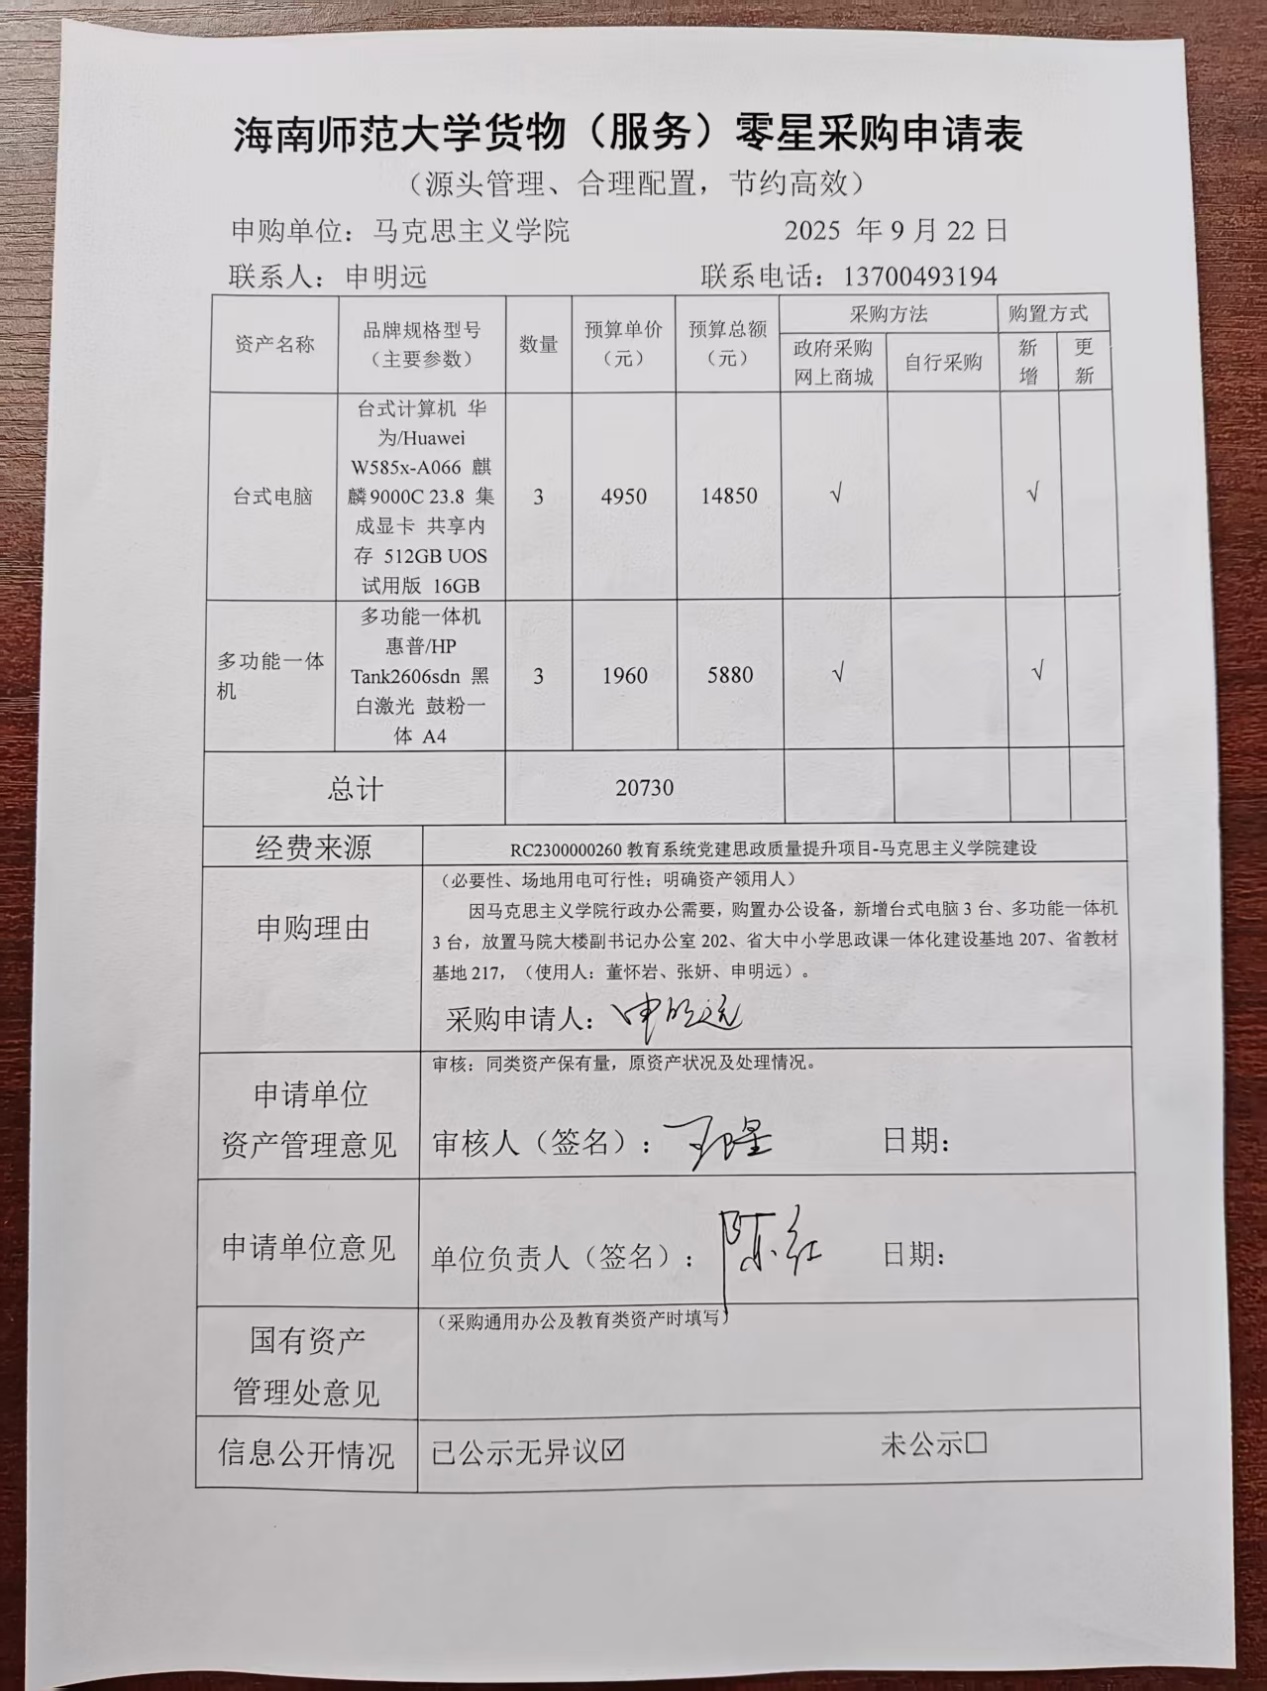 海南师范大学货物（服务）零星采购申请表
（源头管理、合理配置，节约高效）
申购单位：马克思主义学院 2025 年 9 月 22 日
联系人：申明远 联系电话：13700493194
资产名称
品牌规格型号
（主要参数）
数量
预算单价
（元）
预算总额
（元）
采购方法
政府采购
网上商城
自行采购
购置方式
新
增
更
新
台式电脑
台式计算机 华
为/Huawei
W585x-A066 麒
麟9000C 23.8 集
成显卡 共享内
存 512GB UOS
试用版 16GB
3
4950
14850
√
√
多功能一体
机
多功能一体机
惠普/HP
Tank2606sdn 黑
白激光 鼓粉一
体 A4
3
1960
5880
√
√
总计 20730
经费来源 RC2300000260 教育系统党建思政质量提升项目-马克思主义学院建设
申购理由
（必要性、场地用电可行性；明确资产领用人）
因马克思主义学院行政办公需要，购置办公设备，新增台式电脑 3 台、多功能一体机
3 台，放置马院大楼副书记办公室 202、省大中小学思政课一体化建设基地 207、省教材
基地 217，（使用人：董怀岩、张妍、申明远）。
采购申请人：申明远
申请单位
资产管理意见
审核：同类资产保有量，原资产状况及处理情况。
审核人（签名）： 日期：
申请单位意见
单位负责人（签名）：陈红 日期：
国有资产
管理处意见
（采购通用办公及教育类资产时填写）
信息公开情况 已公示无异议☑ 未公示☐